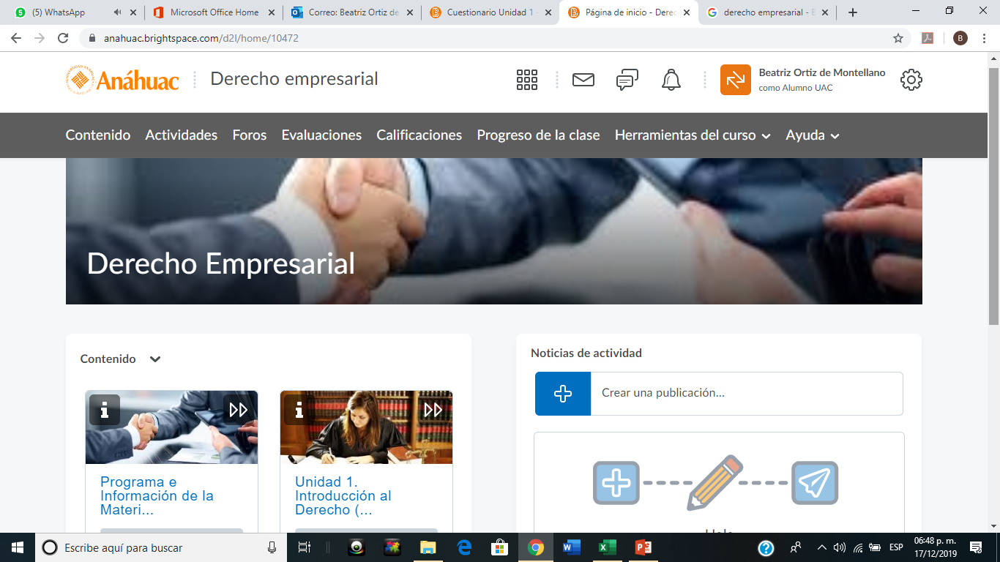 (5) WhatsApp
Microsoft Office Home
Correo: Beatriz Ortiz de
Cuestionario Unidad 1 -
Página de inicio - Derec
derecho empresarial - B
anahuac.brightspace.com/d2l/home/10472
B
Anáhuac
Derecho empresarial
Beatriz Ortiz de Montellano
como Alumno UAC
Contenido Actividades Foros Evaluaciones Calificaciones Progreso de la clase Herramientas del curso Ayuda
Derecho Empresarial
Contenido
Programa e
Información de la
Materi...
Unidad 1.
Introducción al
Derecho (...
Noticias de actividad
Crear una publicación...
Escribe aquí para buscar
ESP
06:48 p. m.
17/12/2019